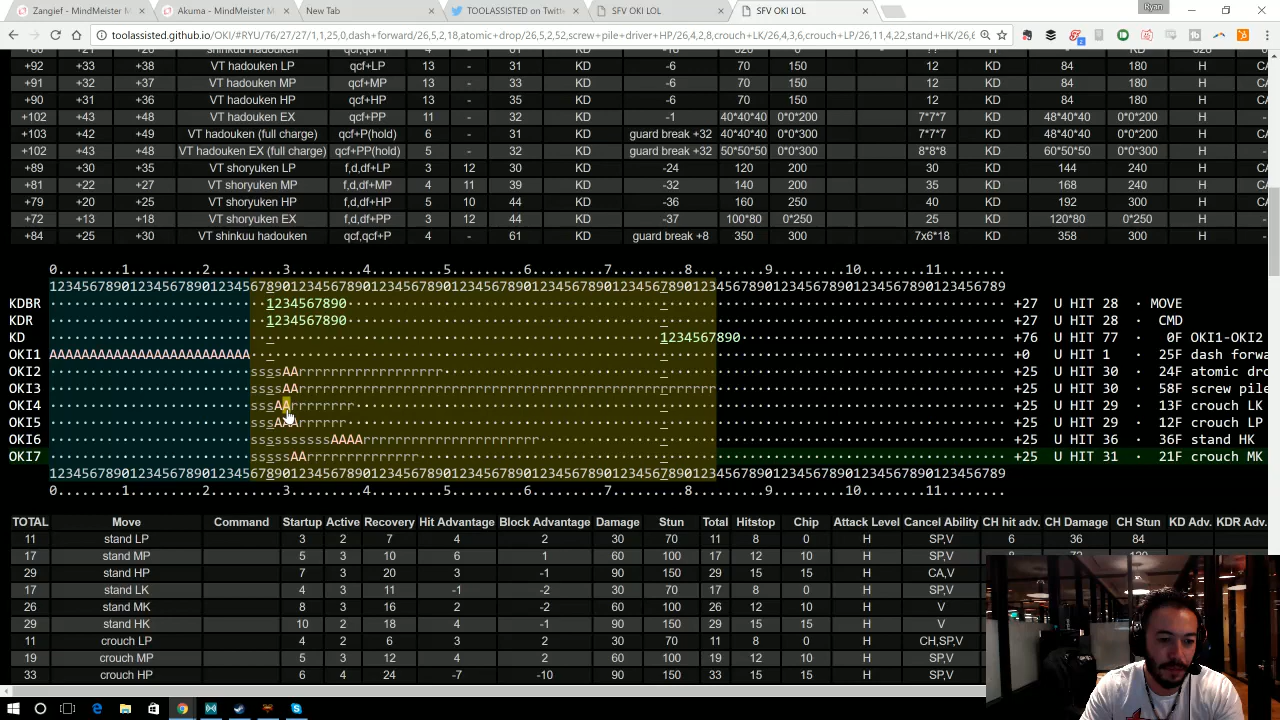 Zangief - MindMeister M
Akuma - MindMeister M
New Tab
TOOLASSISTED on Twitt
SFV OKI LOL
SFV OKI LOL
Ryan
toolassisted.github.io/OKI/#RYU/76/27/27/1,1,25,0,dash forward/26,5,2,18,atomic drop/26,5,2,52,screw pile driver HP/26,4,2,8,crouch LK/26,4,3,6,crouch LP/26,11,4,22,stand HK/26,6
+92 +33 +38 VT hadouken LP qcf+LP 13 - 31 KD -6 70 150 12 KD 84 180 H CA
+91 +32 +37 VT hadouken MP qcf+MP 13 - 33 KD -6 70 150 12 KD 84 180 H CA
+90 +31 +36 VT hadouken HP qcf+HP 13 - 35 KD -6 70 150 12 KD 84 180 H CA
+102 +43 +48 VT hadouken EX qcf+PP 11 - 32 KD -1 40*40*40 0*0*200 7*7*7 KD 48*40*40 0*0*200 H CA
+103 +42 +49 VT hadouken (full charge) qcf+P(hold) 6 - 31 KD guard break +32 40*40*40 0*0*300 7*7*7 KD 48*40*40 0*0*300 H -
+102 +43 +48 VT hadouken EX (full charge) qcf+PP(hold) 5 - 32 KD guard break +32 50*50*50 0*0*300 8*8*8 KD 60*50*50 0*0*300 H -
+89 +30 +35 VT shoryuken LP f,d,df+LP 3 12 30 KD -24 120 200 30 KD 144 240 H CA
+81 +22 +27 VT shoryuken MP f,d,df+MP 4 11 39 KD -32 140 200 35 KD 168 240 H CA
+79 +20 +25 VT shoryuken HP f,d,df+HP 5 10 44 KD -36 160 250 40 KD 192 300 H CA
+72 +13 +18 VT shoryuken EX f,d,df+PP 3 12 44 KD -37 100*80 0*250 25 KD 120*80 0*250 H -
+84 +25 +30 VT shinkuu hadouken qcf,qcf+P 4 - 61 KD guard break +8 350 300 7x6*18 KD 358 300 H -
0.........1.........2.........3.........4.........5.........6.........7.........8.........9.........10........11.......
12345678901234567890123456789012345678901234567890123456789012345678901234567890123456789012345678901234567890123456789
KDBR 1234567890 +27 U HIT 28 · MOVE
KDR 1234567890 +27 U HIT 28 · CMD
KD 1234567890 +76 U HIT 77 · 0F OKI1-OKI2
OKI1 AAAAAAAAAAAAAAAAAAAAAAAAA +0 U HIT 1 · 25F dash forwa
OKI2 ssssAArrrrrrrrrrrrrrrrrr +25 U HIT 30 · 24F atomic dro
OKI3 ssssAArrrrrrrrrrrrrrrrrrrrrrrrrrrrrrrrrrrrrrrrrrrrrrrrrrrr +25 U HIT 30 · 58F screw pile
OKI4 sssAArrrrrrrr +25 U HIT 29 · 13F crouch LK
OKI5 sssAAArrrrrr +25 U HIT 29 · 12F crouch LP
OKI6 ssssssssssAAAArrrrrrrrrrrrrrrrrrrrrr +25 U HIT 36 · 36F stand HK
OKI7 sssssAArrrrrrrrrrrrrr +25 U HIT 31 · 21F crouch MK
12345678901234567890123456789012345678901234567890123456789012345678901234567890123456789012345678901234567890123456789
0.........1.........2.........3.........4.........5.........6.........7.........8.........9.........10........11.......
TOTAL Move Command Startup Active Recovery Hit Advantage Block Advantage Damage Stun Total Hitstop Chip Attack Level Cancel Ability CH hit adv. CH Damage CH Stun KD Adv. KDR Adv.
11 stand LP 3 2 7 4 2 30 70 11 8 0 H SP,V 6 36 84
17 stand MP 5 3 10 6 1 60 100 17 12 10 H SP,V 8 72 120
29 stand HP 7 3 20 3 -1 90 150 29 15 15 H CA,V
17 stand LK 4 3 11 -1 -2 30 70 17 8 0 H SP,V
26 stand MK 8 3 16 2 -2 60 100 26 12 10 H V
29 stand HK 10 2 18 4 -1 90 150 29 15 15 H V
11 crouch LP 4 2 6 3 2 30 70 11 8 0 H CH,SP,V
19 crouch MP 5 3 12 4 2 60 100 19 12 10 H SP,V
33 crouch HP 6 4 24 -7 -10 90 150 33 15 15 H SP,V